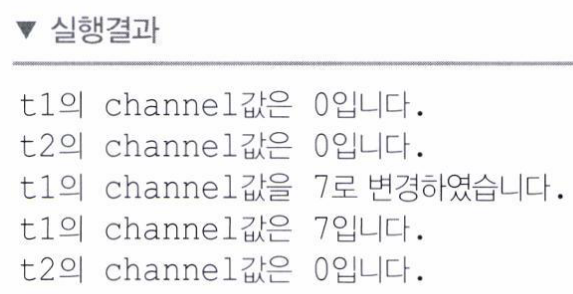 ▼ 실행결과
t1의 channel값은 0입니다.
t2의 channel값은 0입니다.
t1의 channel값을 7로 변경하였습니다.
t1의 channel값은 7입니다.
t2의 channel값은 0입니다.